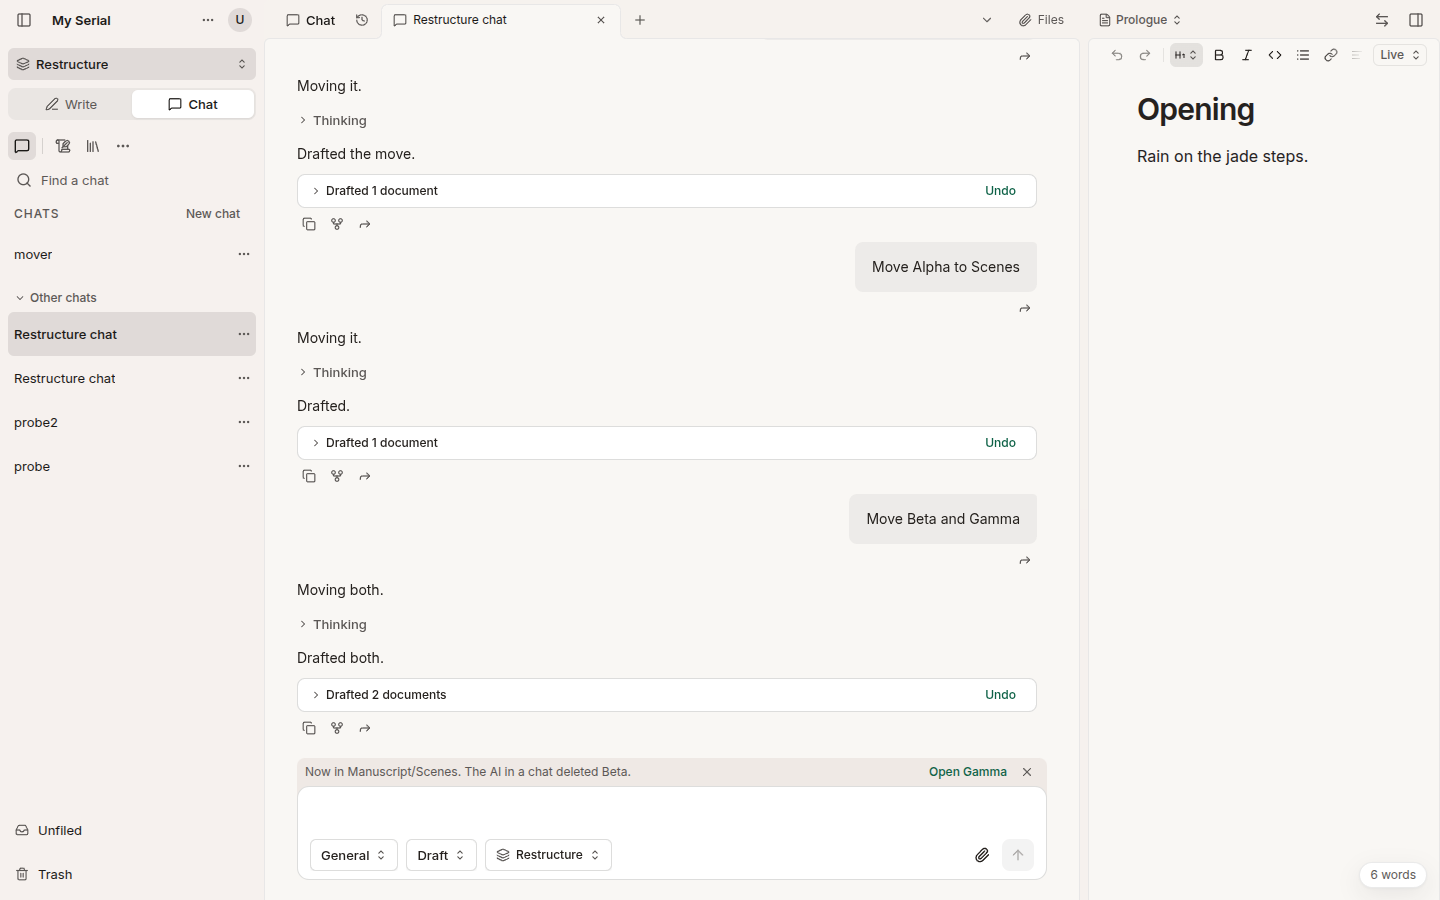 My Serial
U
Chat
Restructure chat
Files
Prologue
Restructure
Write
Chat
Find a chat
CHATS
New chat
mover
Other chats
Restructure chat
Restructure chat
probe2
probe
Unfiled
Trash
Moving it.
Thinking
Drafted the move.
Drafted 1 document
Undo
Move Alpha to Scenes
Moving it.
Thinking
Drafted.
Drafted 1 document
Undo
Move Beta and Gamma
Moving both.
Thinking
Drafted both.
Drafted 2 documents
Undo
Now in Manuscript/Scenes. The AI in a chat deleted Beta.
Open Gamma
General
Draft
Restructure
H1
B
I
Live
Opening
Rain on the jade steps.
6 words